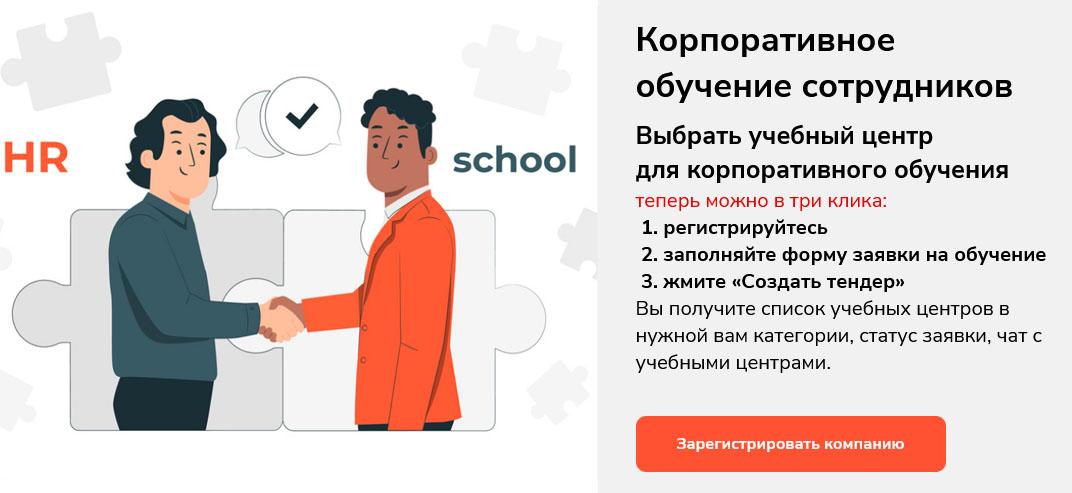 HR
school
Корпоративное
обучение сотрудников
Выбрать учебный центр
для корпоративного обучения
теперь можно в три клика:
1. регистрируйтесь
2. заполняйте форму заявки на обучение
3. жмите «Создать тендер»
Вы получите список учебных центров в
нужной вам категории, статус заявки, чат с
учебными центрами.
Зарегистрировать компанию